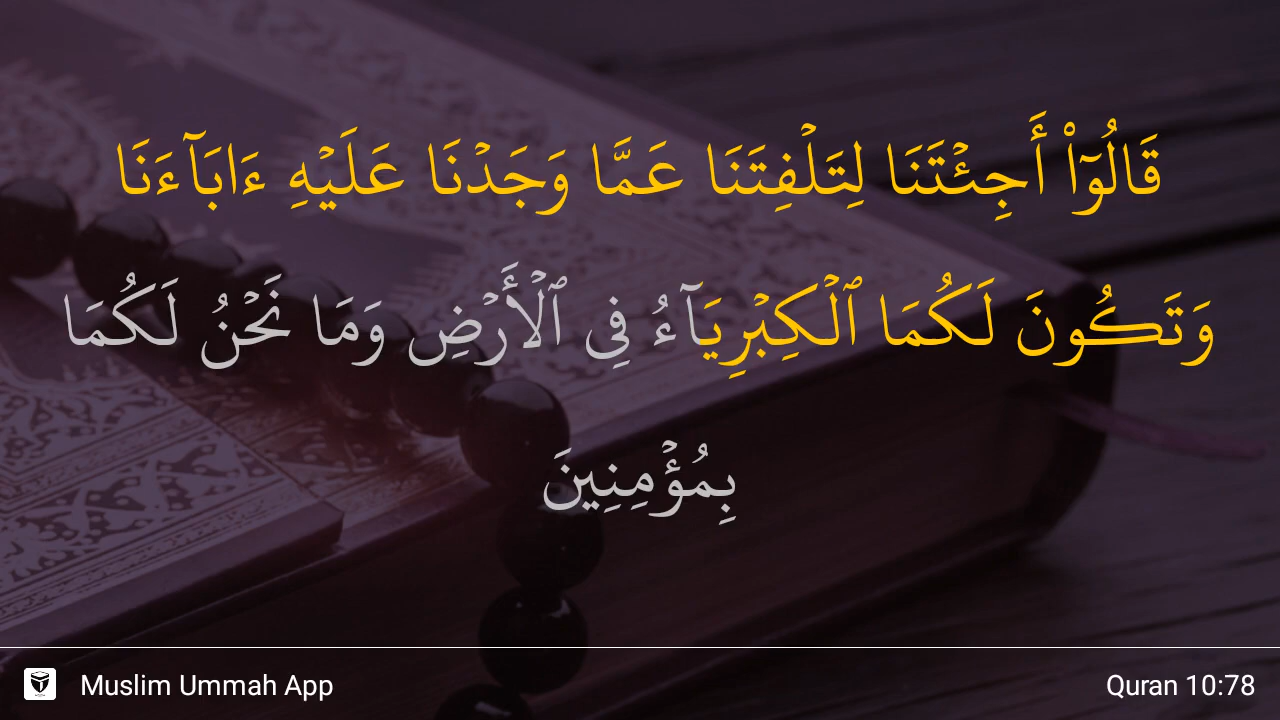 قَالُوٓا۟ أَجِئْتَنَا لِتَلْفِتَنَا عَمَّا وَجَدْنَا عَلَيْهِ ءَابَآءَنَا
وَتَكُونَ لَكُمَا ٱلْكِبْرِيَآءُ فِى ٱلْأَرْضِ وَمَا نَحْنُ لَكُمَا
بِمُؤْمِنِينَ
Muslim Ummah App
Quran 10:78